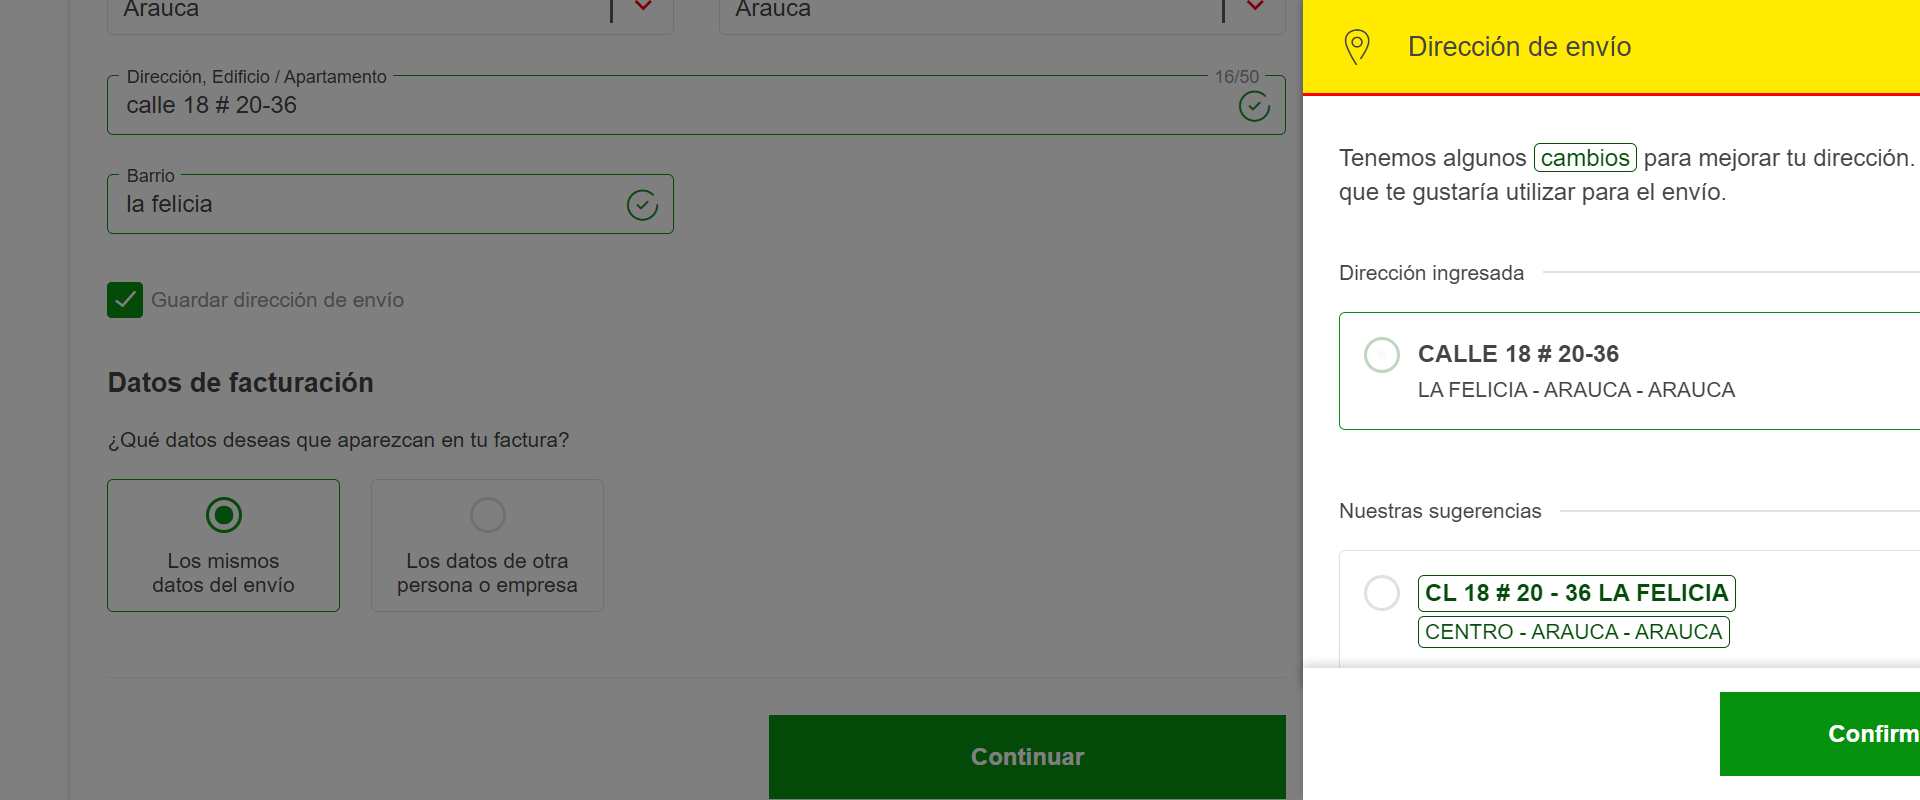 Arauca
Arauca
Dirección, Edificio / Apartamento
16/50
calle 18 # 20-36
Barrio
la felicia
Guardar dirección de envío
Datos de facturación
¿Qué datos deseas que aparezcan en tu factura?
Los mismos
datos del envío
Los datos de otra
persona o empresa
Continuar
Dirección de envío
Tenemos algunos cambios para mejorar tu dirección.
que te gustaría utilizar para el envío.
Dirección ingresada
CALLE 18 # 20-36
LA FELICIA - ARAUCA - ARAUCA
Nuestras sugerencias
CL 18 # 20 - 36 LA FELICIA
CENTRO - ARAUCA - ARAUCA
Confirm